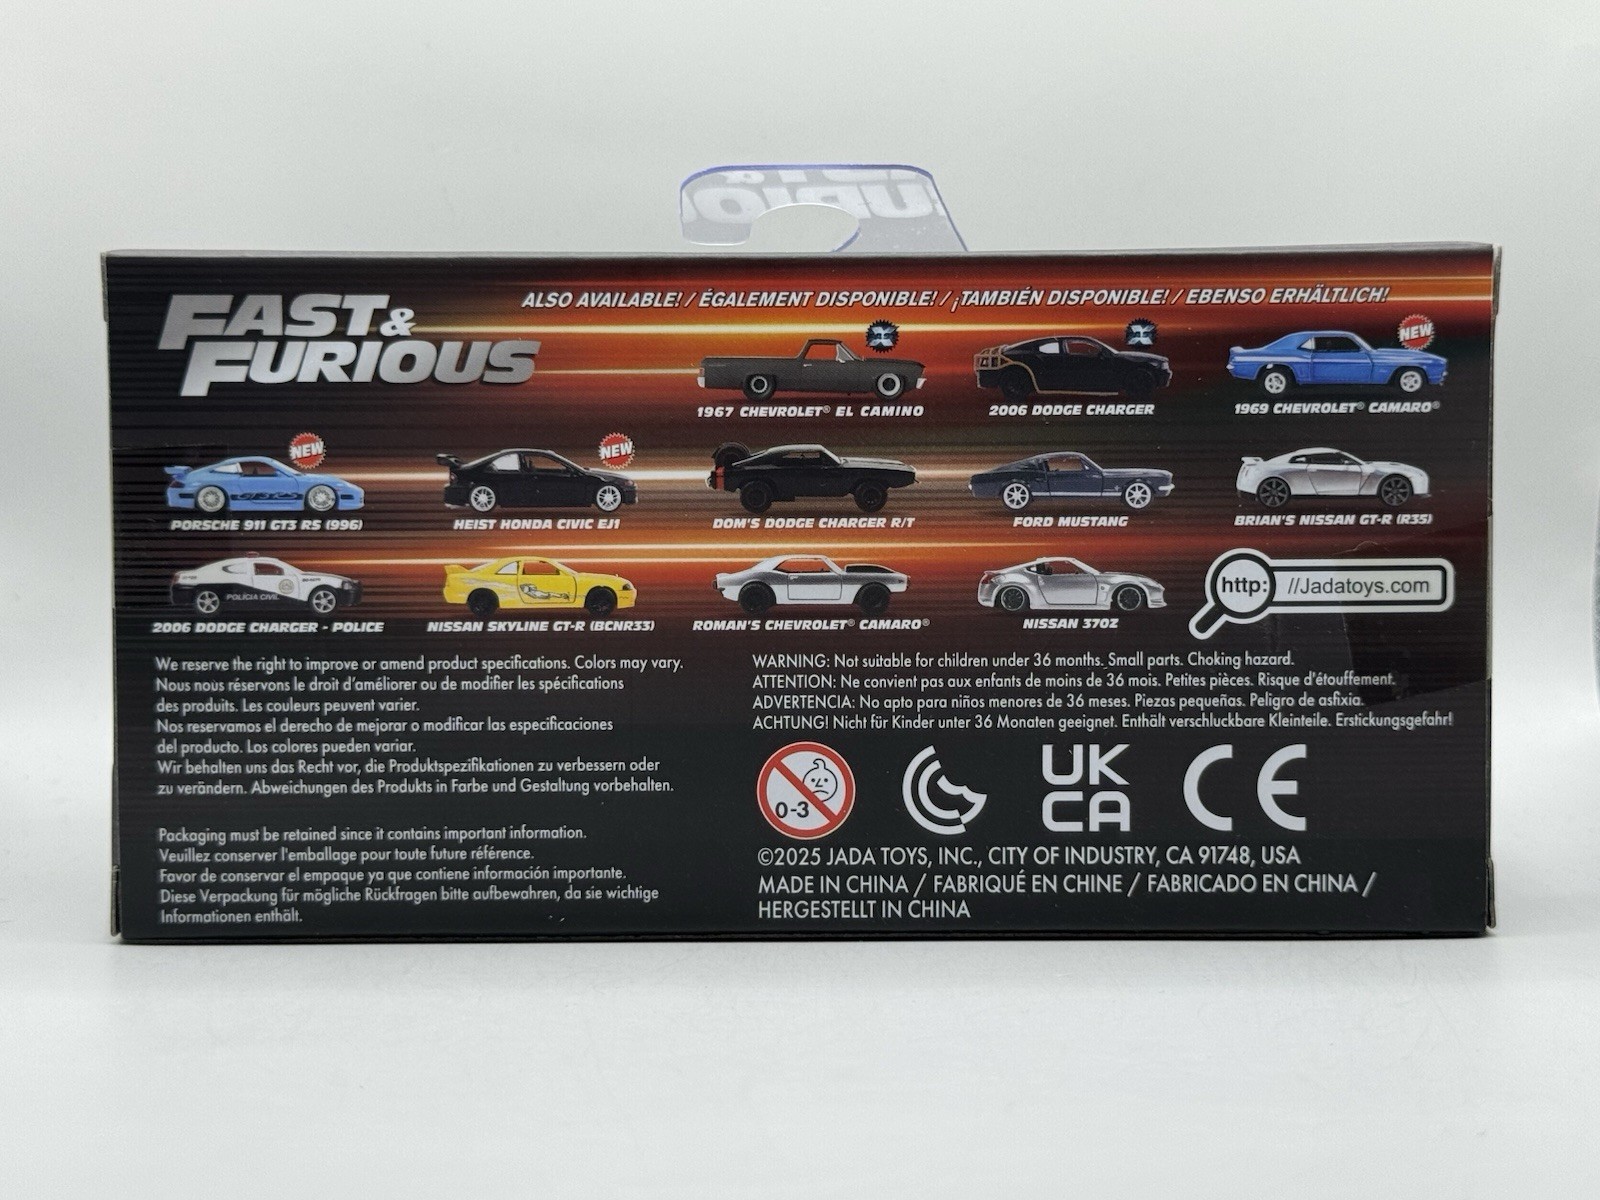 FAST &
FURIOUS
ALSO AVAILABLE! / ÉGALEMENT DISPONIBLE! / ¡TAMBIÉN DISPONIBLE! / EBENSO ERHÄLTLICH!
NEW
1967 CHEVROLET® EL CAMINO
2006 DODGE CHARGER
1969 CHEVROLET® CAMARO®
NEW
NEW
PORSCHE 911 GT3 RS (996)
HEIST HONDA CIVIC EJ1
DOM'S DODGE CHARGER R/T
FORD MUSTANG
BRIAN'S NISSAN GT-R (R35)
POLÍCIA CIVIL
2006 DODGE CHARGER - POLICE
NISSAN SKYLINE GT-R (BCNR33)
ROMAN'S CHEVROLET® CAMARO®
NISSAN 370Z
http: //Jadatoys.com
We reserve the right to improve or amend product specifications. Colors may vary.
Nous nous réservons le droit d'améliorer ou de modifier les spécifications
des produits. Les couleurs peuvent varier.
Nos reservamos el derecho de mejorar o modificar las especificaciones
del producto. Los colores pueden variar.
Wir behalten uns das Recht vor, die Produktspezifikationen zu verbessern oder
zu verändern. Abweichungen des Produkts in Farbe und Gestaltung vorbehalten.
Packaging must be retained since it contains important information.
Veuillez conserver l'emballage pour toute future référence.
Favor de conservar el empaque ya que contiene información importante.
Diese Verpackung für mögliche Rückfragen bitte aufbewahren, da sie wichtige
Informationen enthält.
WARNING: Not suitable for children under 36 months. Small parts. Choking hazard.
ATTENTION: Ne convient pas aux enfants de moins de 36 mois. Petites pièces. Risque d'étouffement.
ADVERTENCIA: No apto para niños menores de 36 meses. Piezas pequeñas. Peligro de asfixia.
ACHTUNG! Nicht für Kinder unter 36 Monaten geeignet. Enthält verschluckbare Kleinteile. Erstickungsgefahr!
0-3
UK
CA
CE
©2025 JADA TOYS, INC., CITY OF INDUSTRY, CA 91748, USA
MADE IN CHINA / FABRIQUÉ EN CHINE / FABRICADO EN CHINA /
HERGESTELLT IN CHINA